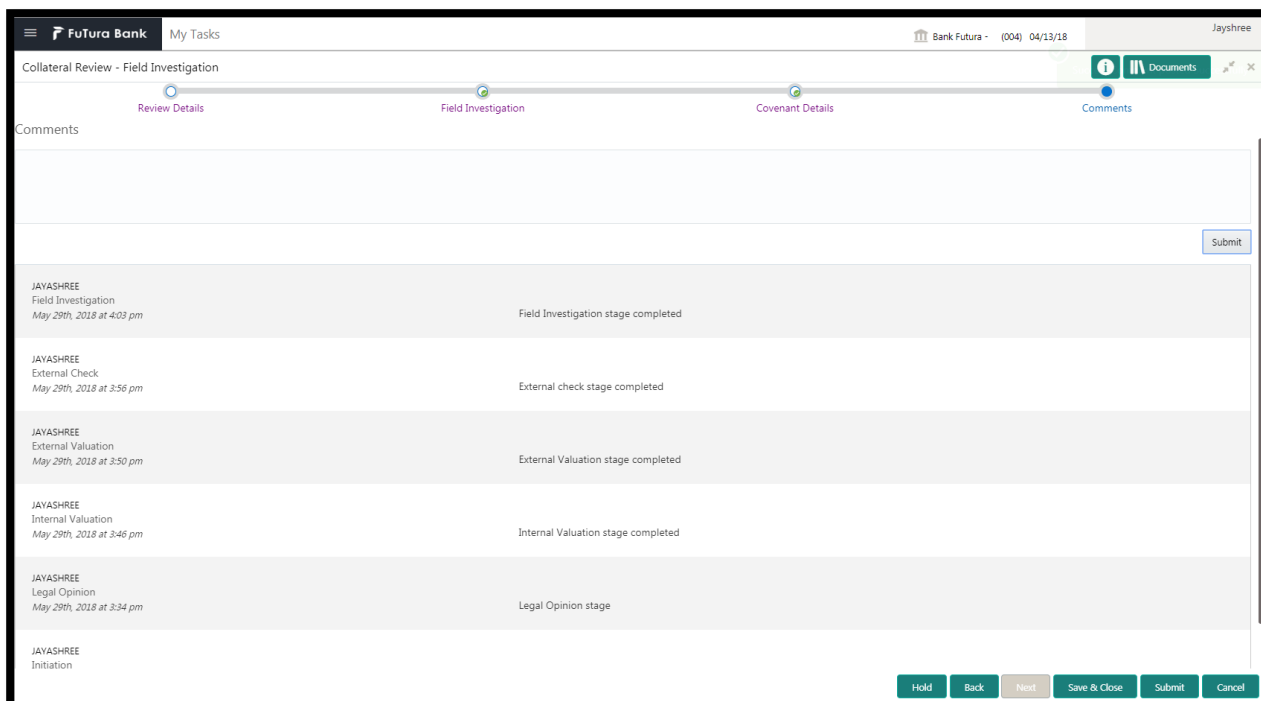 FuTura Bank
My Tasks
Bank Futura - (004) 04/13/18
Jayshree
Collateral Review - Field Investigation
Documents
Review Details
Field Investigation
Covenant Details
Comments
Comments
Submit
JAYASHREE
Field Investigation
May 29th, 2018 at 4:03 pm
Field Investigation stage completed
JAYASHREE
External Check
May 29th, 2018 at 3:56 pm
External check stage completed
JAYASHREE
External Valuation
May 29th, 2018 at 3:50 pm
External Valuation stage completed
JAYASHREE
Internal Valuation
May 29th, 2018 at 3:46 pm
Internal Valuation stage completed
JAYASHREE
Legal Opinion
May 29th, 2018 at 3:34 pm
Legal Opinion stage
JAYASHREE
Initiation
Hold
Back
Next
Save & Close
Submit
Cancel